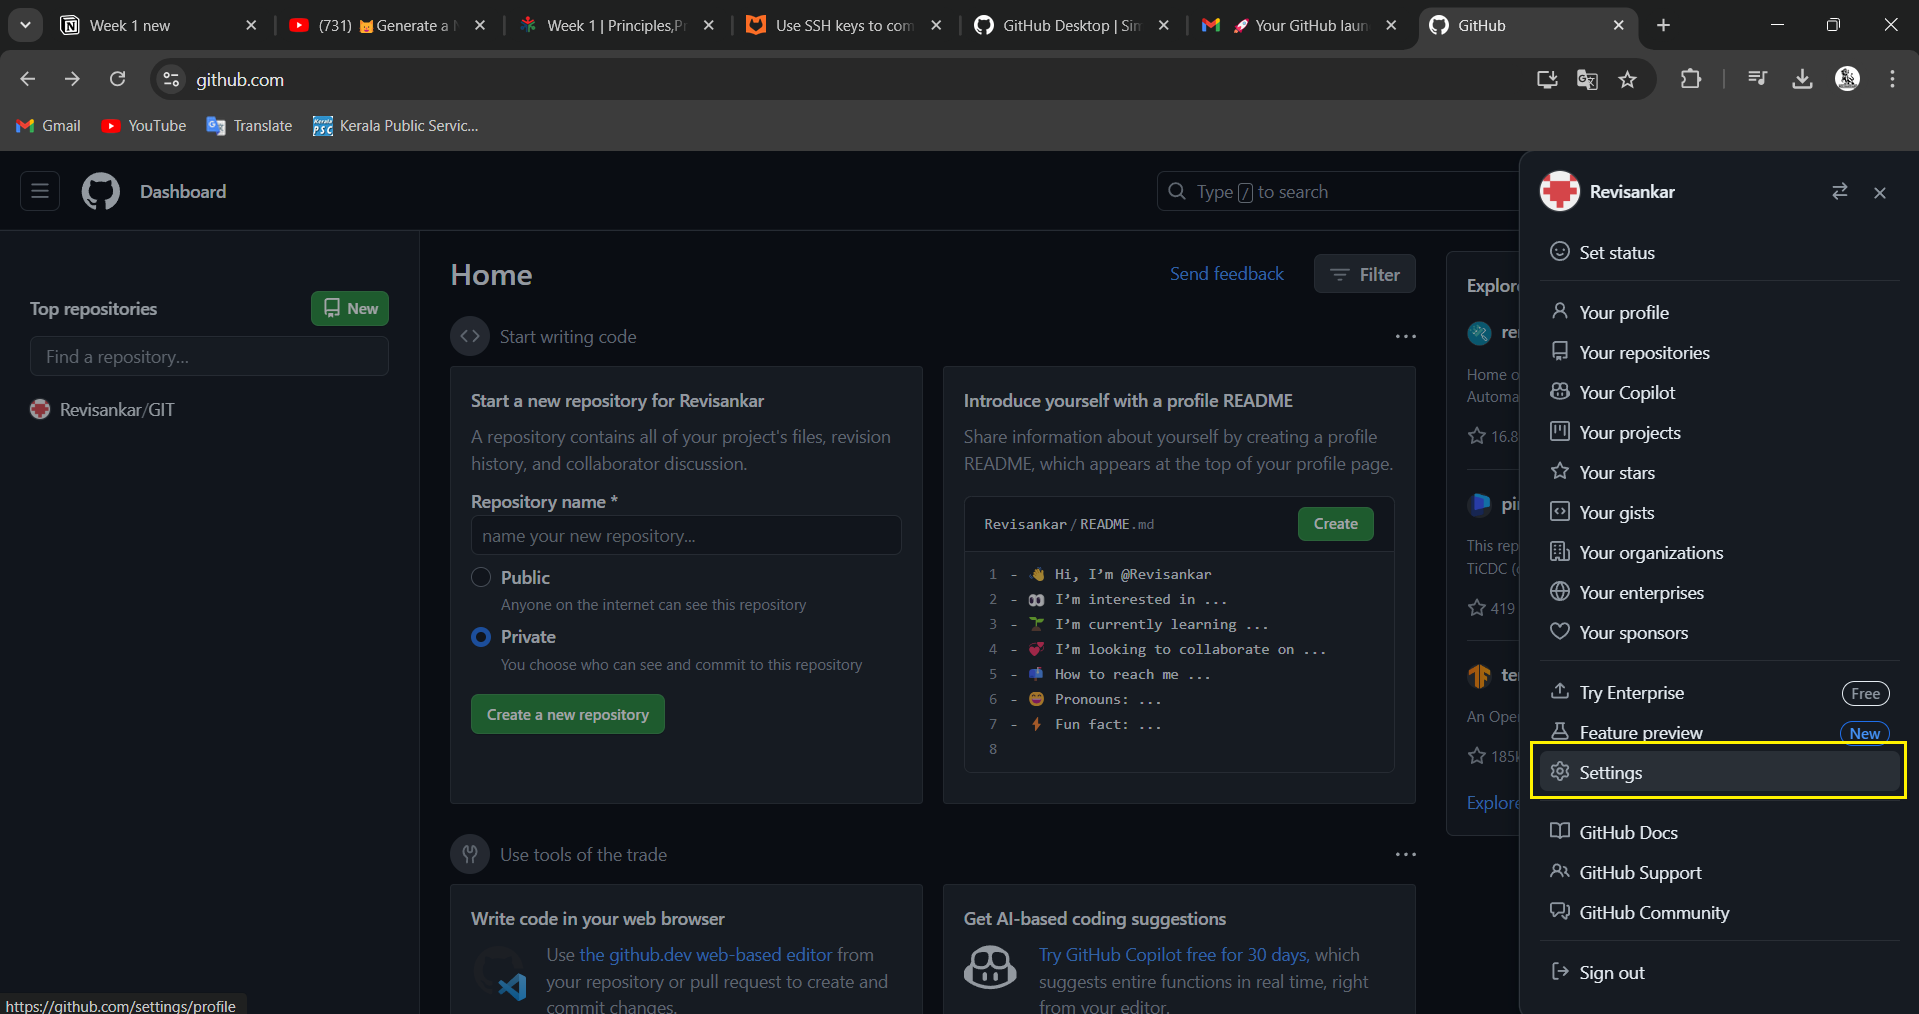 Week 1 new
(731) 😺Generate a N
Week 1 | Principles,Pr
Use SSH keys to com
GitHub Desktop | Sim
🚀 Your GitHub laun
GitHub
github.com
Gmail
YouTube
Translate
Kerala Public Servic...
Dashboard
Type / to search
Top repositories
New
Find a repository...
Revisankar/GIT
Home
Send feedback
Filter
Start writing code
Start a new repository for Revisankar
A repository contains all of your project's files, revision
history, and collaborator discussion.
Repository name *
name your new repository...
Public
Anyone on the internet can see this repository
Private
You choose who can see and commit to this repository
Create a new repository
Introduce yourself with a profile README
Share information about yourself by creating a profile
README, which appears at the top of your profile page.
Revisankar / README.md
Create
1 - 👋 Hi, I’m @Revisankar
2 - 👀 I’m interested in ...
3 - 🌱 I’m currently learning ...
4 - 💞️ I’m looking to collaborate on ...
5 - 📫 How to reach me ...
6 - 😄 Pronouns: ...
7 - ⚡ Fun fact: ...
8
Use tools of the trade
Write code in your web browser
Use the github.dev web-based editor from
your repository or pull request to create and
commit changes.
Get AI-based coding suggestions
Try GitHub Copilot free for 30 days, which
suggests entire functions in real time, right
from your editor.
Explore
re
Home o
Automa
16.8
pi
This rep
TiCDC (
419
te
An Ope
185k
Explore
Revisankar
Set status
Your profile
Your repositories
Your Copilot
Your projects
Your stars
Your gists
Your organizations
Your enterprises
Your sponsors
Try Enterprise
Free
Feature preview
New
Settings
GitHub Docs
GitHub Support
GitHub Community
Sign out
https://github.com/settings/profile